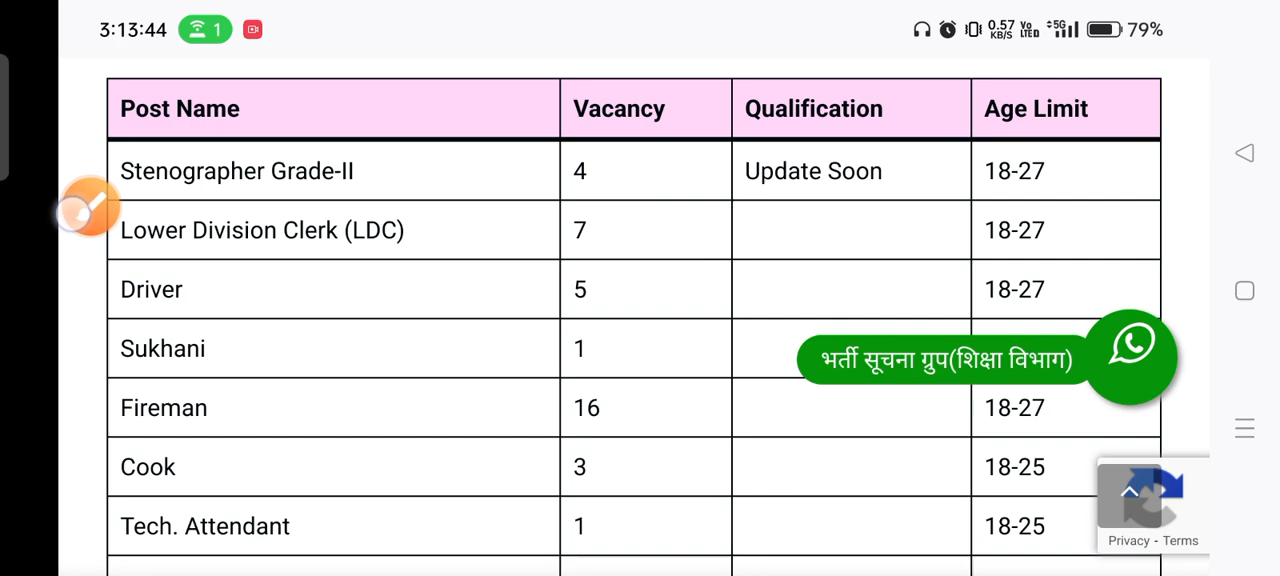 3:13:44 1 0.57 KB/S Vo LTED 5G 79%
Post Name Vacancy Qualification Age Limit
Stenographer Grade-II 4 Update Soon 18-27
Lower Division Clerk (LDC) 7 18-27
Driver 5 18-27
Sukhani 1
भर्ती सूचना ग्रुप(शिक्षा विभाग)
Fireman 16 18-27
Cook 3 18-25
Tech. Attendant 1 18-25
Privacy - Terms